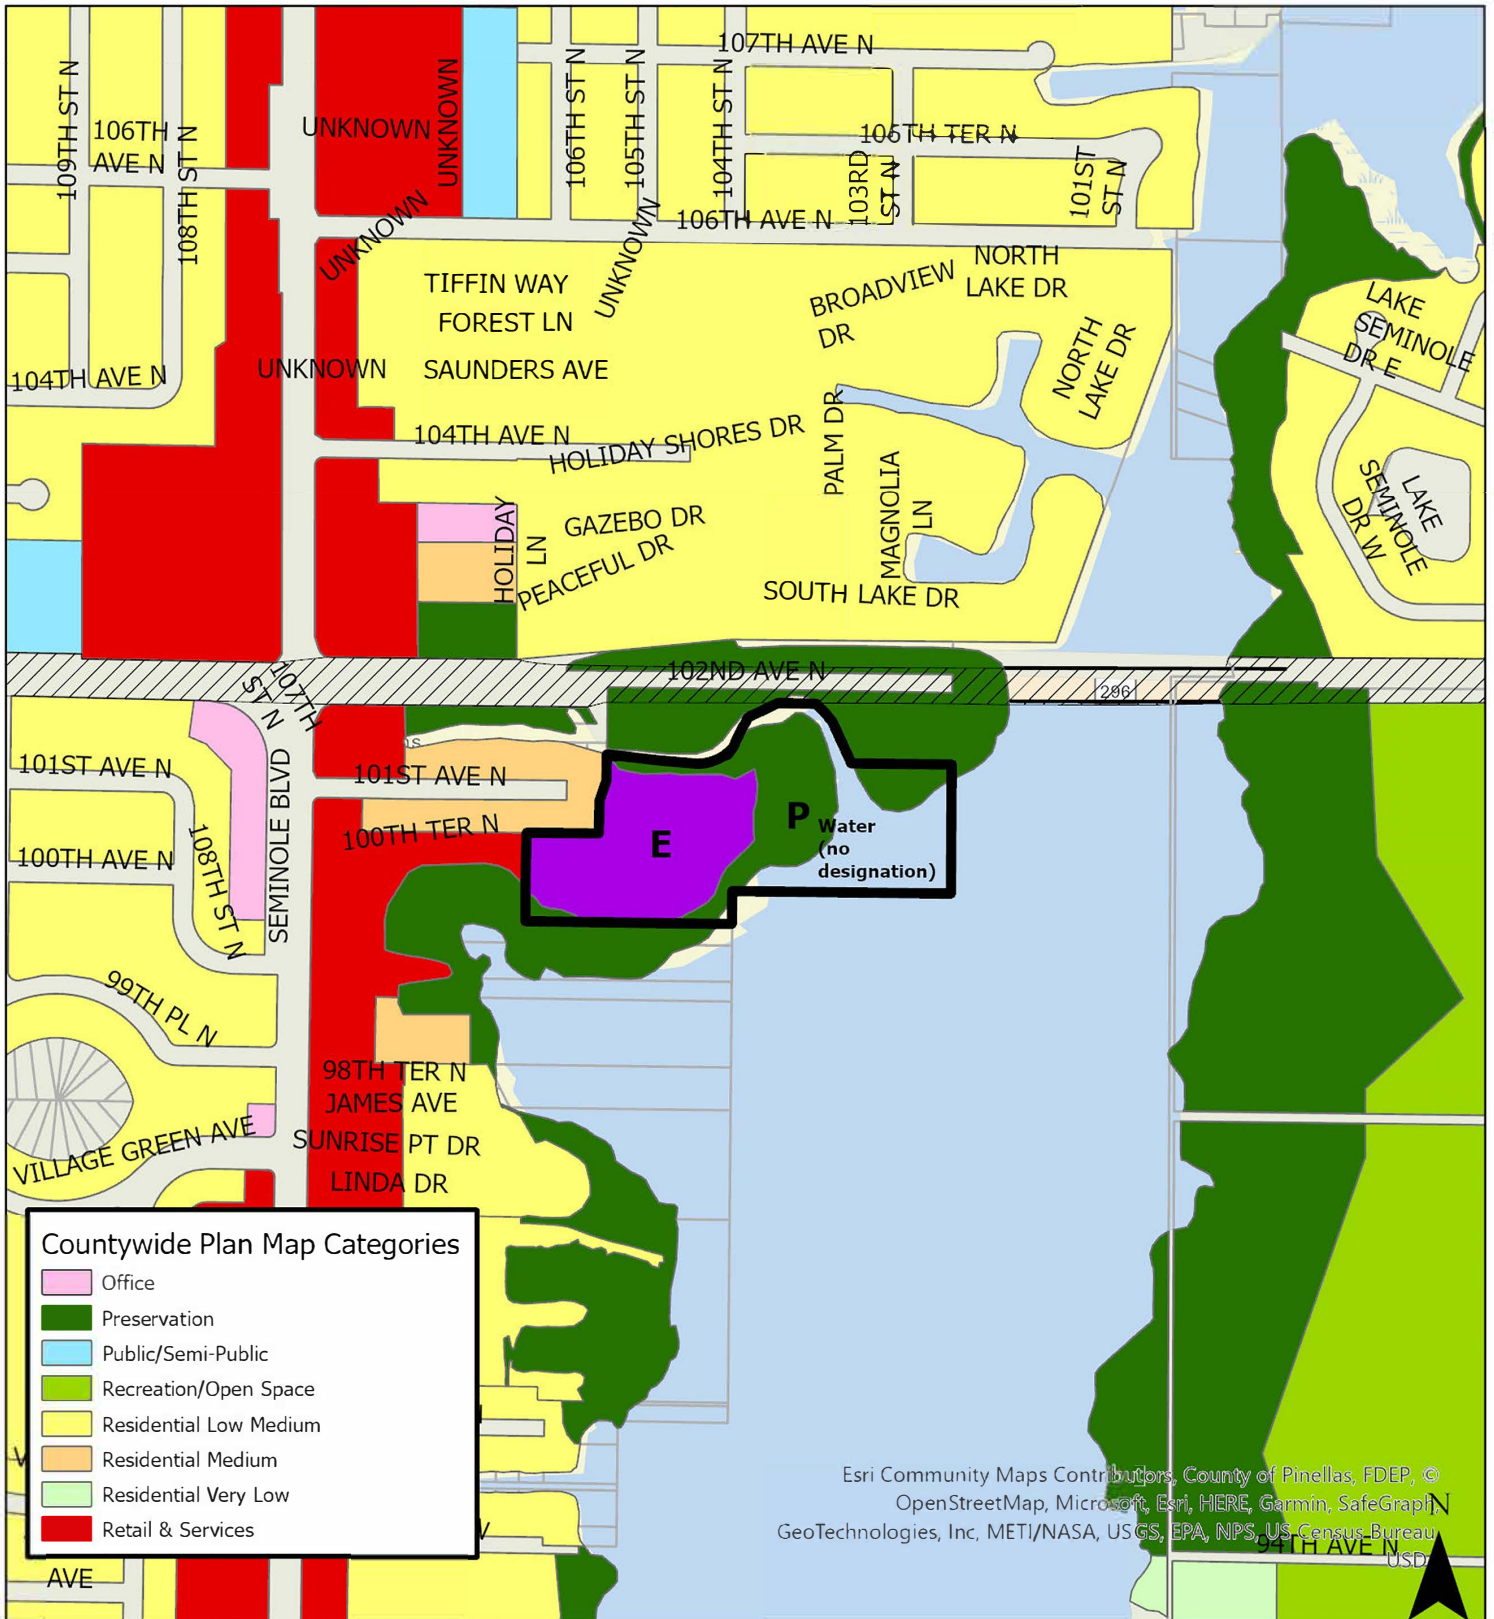 107TH AVE N
109TH ST N
106TH
AVE N
108TH ST N
UNKNOWN
UNKNOWN
106TH ST N
105TH ST N
104TH ST N
106TH TER N
103RD
ST N
101ST
ST N
UNKNOWN
UNKNOWN
106TH AVE N
TIFFIN WAY
FOREST LN
SAUNDERS AVE
BROADVIEW
DR
NORTH
LAKE DR
NORTH
LAKE DR
LAKE
SEMINOLE
DR E
104TH AVE N
UNKNOWN
104TH AVE N
HOLIDAY SHORES DR
PALM DR
MAGNOLIA
LN
HOLIDAY
LN
GAZEBO DR
PEACEFUL DR
SOUTH LAKE DR
LAKE
SEMINOLE
DR W
102ND AVE N
296
107TH
ST N
101ST AVE N
SEMINOLE BLVD
101ST AVE N
100TH TER N
100TH AVE N
108TH ST N
E
P
Water
(no
designation)
99TH PL N
98TH TER N
JAMES AVE
VILLAGE GREEN AVE
SUNRISE PT DR
LINDA DR
Countywide Plan Map Categories
Office
Preservation
Public/Semi-Public
Recreation/Open Space
Residential Low Medium
Residential Medium
Residential Very Low
Retail & Services
AVE
Esri Community Maps Contributors, County of Pinellas, FDEP, ©
OpenStreetMap, Microsoft, Esri, HERE, Garmin, SafeGraph,
GeoTechnologies, Inc, METI/NASA, USGS, EPA, NPS, US Census Bureau,
USD
94TH AVE N
N